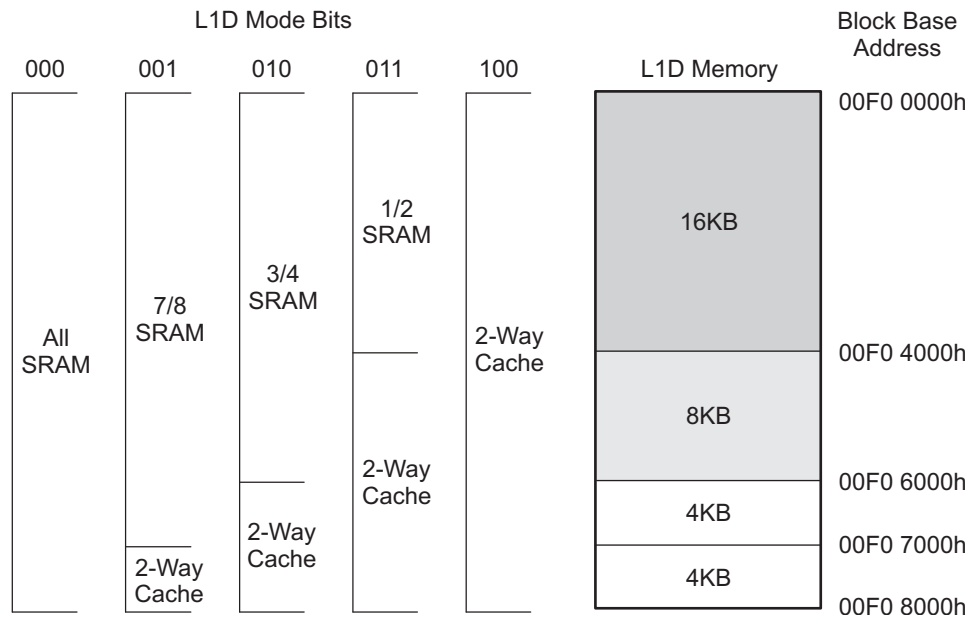 L1D Mode Bits
Block Base
Address
000 001 010 011 100 L1D Memory
00F0 0000h
1/2
SRAM
16KB
3/4
SRAM
7/8
SRAM
All
SRAM
2-Way
Cache
00F0 4000h
8KB
2-Way
Cache
00F0 6000h
4KB
2-Way
Cache
00F0 7000h
2-Way
Cache
4KB
00F0 8000h